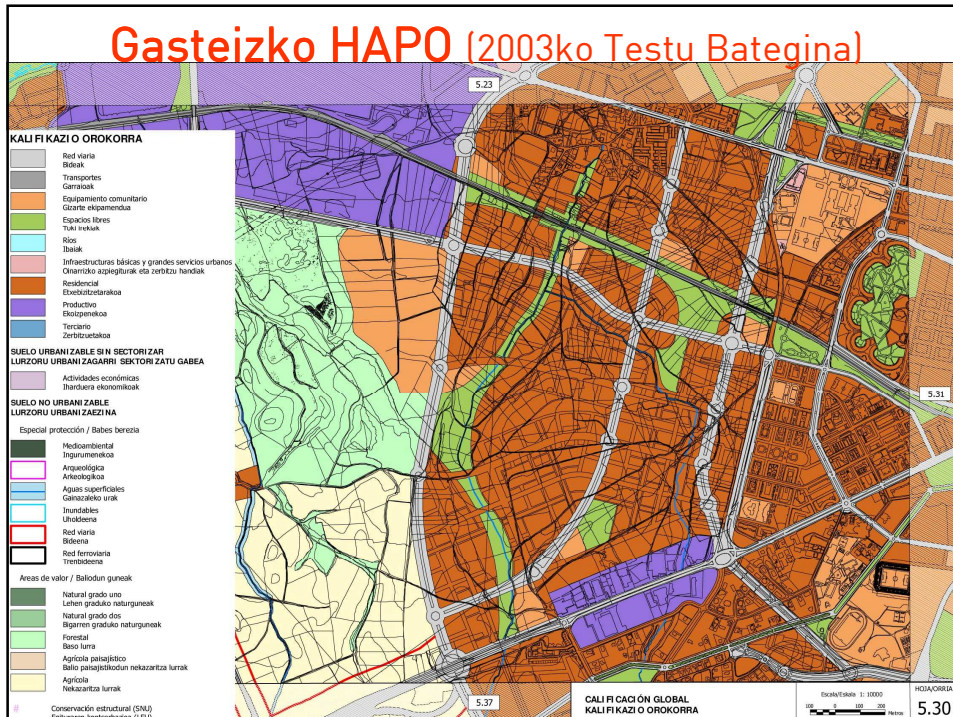 Gasteizko HAPO (2003ko Testu Bategina)
5.23
KALIFIKAZIO OROKORRA
Red viaria
Bideak
Transportes
Garraioak
Equipamiento comunitario
Gizarte ekipamendua
Espacios libres
Toki irekiak
Ríos
Ibaiak
Infraestructuras básicas y grandes servicios urbanos
Oinarrizko azpiegiturak eta zerbitzu handiak
Residencial
Etxebizitzetarakoa
Productivo
Ekoizpenekoa
Terciario
Zerbitzuetakoa
SUELO URBANIZABLE SIN SECTORIZAR
LURZORU URBANIZAGARRI SEKTORIZATU GABEA
Actividades económicas
Iharduera ekonomikoak
5.31
SUELO NO URBANIZABLE
LURZORU URBANIZAEZINA
Especial protección / Babes berezia
Medioambiental
Ingurumenekoa
Arqueológica
Arkeologikoa
Aguas superficiales
Gainazaleko urak
Inundables
Uholdeena
Red viaria
Bideena
Red ferroviaria
Trenbideena
Areas de valor / Baliodun guneak
Natural grado uno
Lehen graduko naturguneak
Natural grado dos
Bigarren graduko naturguneak
Forestal
Baso lurra
Agrícola paisajístico
Balio paisajistikodun nekazaritza lurrak
Agrícola
Nekazaritza lurrak
# Conservación estructural (SNU)
5.37
CALIFICACIÓN GLOBAL
KALIFIKAZIO OROKORRA
Escala/Eskala 1: 10000
100 0 100 200
Metros
HOJA/ORRIA
5.30